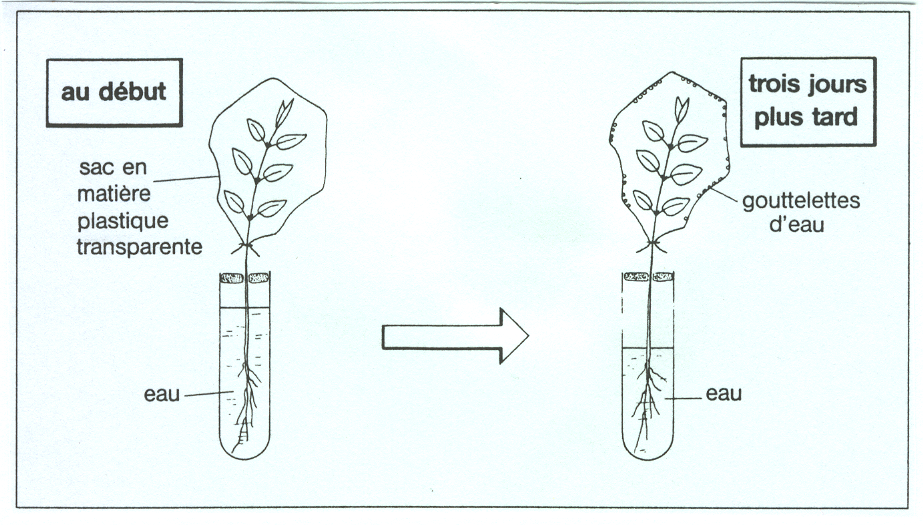 au début
sac en
matière
plastique
transparente
eau
trois jours
plus tard
gouttelettes
d'eau
eau